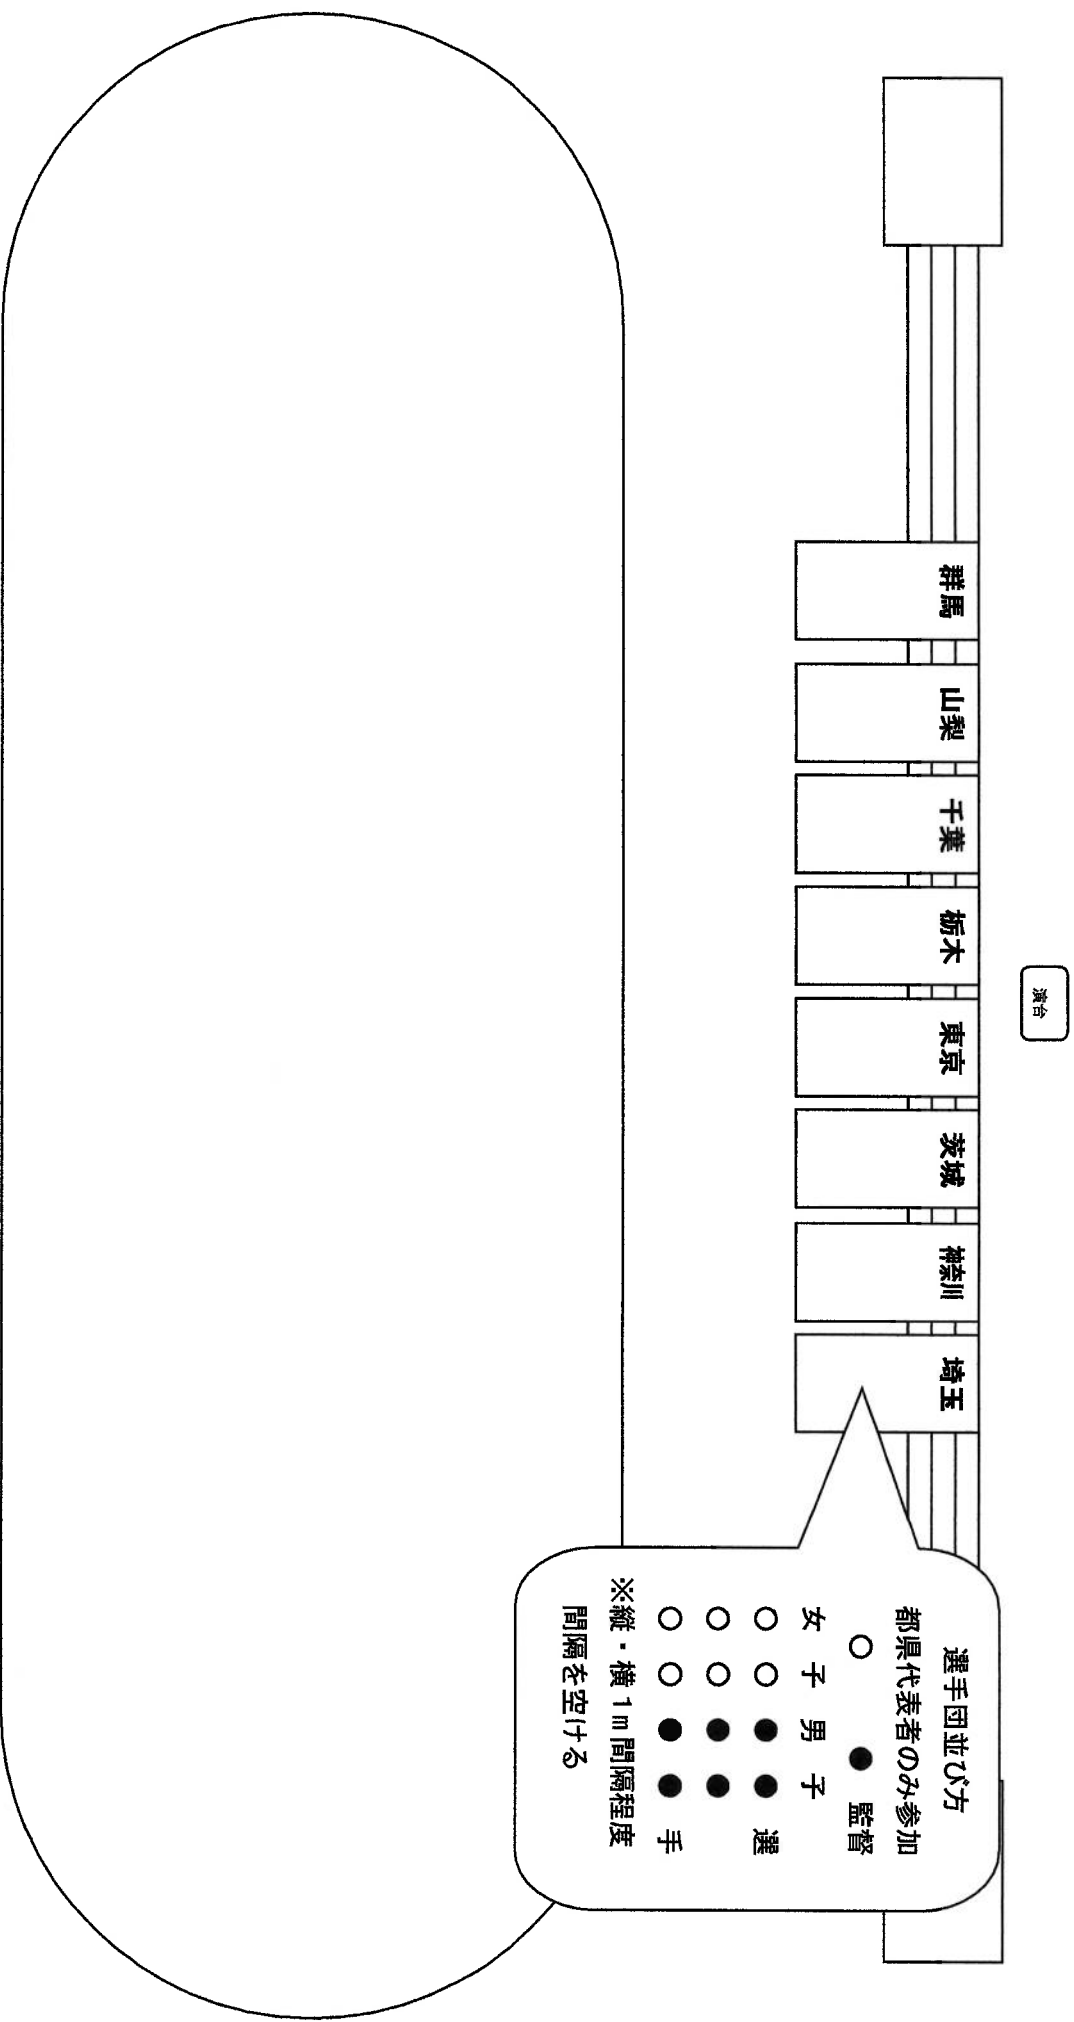 演台
群馬
山梨
千葉
栃木
東京
茨城
神奈川
埼玉
選手団並び方
都県代表者のみ参加
○ ● 監督
女 子 男 子
○ ○ ● ● 選
○ ○ ● ●
○ ○ ● ● 手
※縦・横1m間隔程度
間隔を空ける